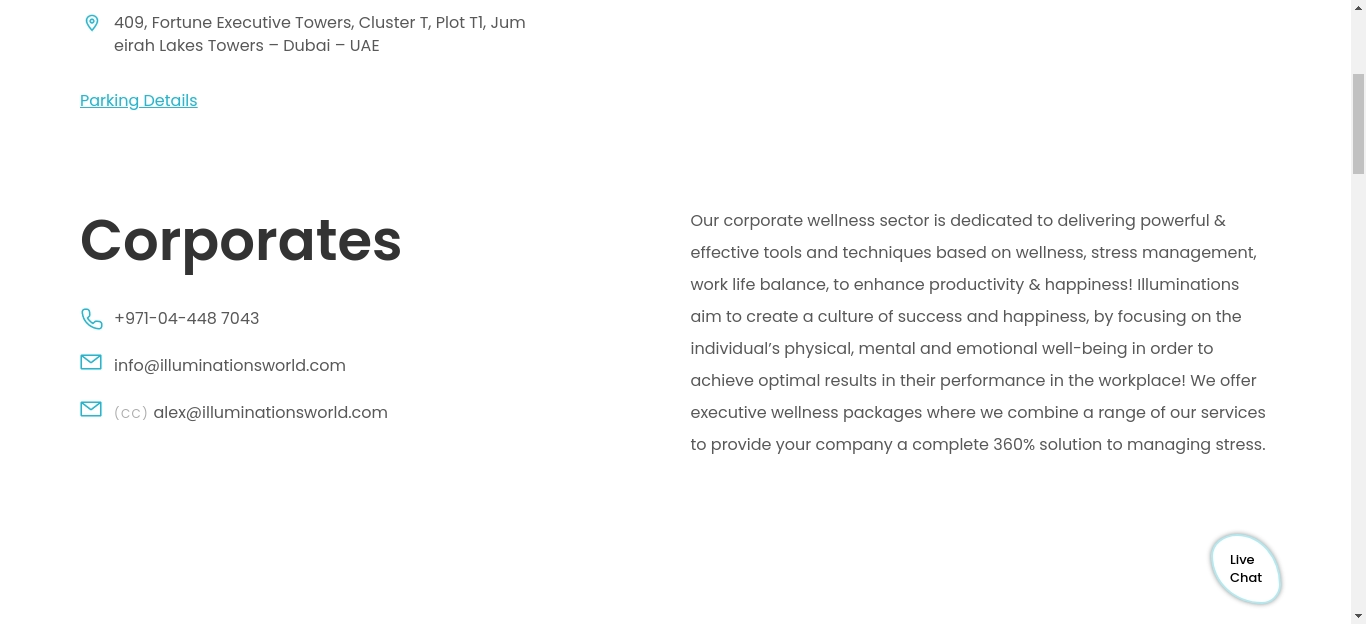 409, Fortune Executive Towers, Cluster T, Plot T1, Jum
eirah Lakes Towers – Dubai – UAE
Parking Details
Corporates
+971-04-448 7043
info@illuminationsworld.com
(CC) alex@illuminationsworld.com
Our corporate wellness sector is dedicated to delivering powerful &
effective tools and techniques based on wellness, stress management,
work life balance, to enhance productivity & happiness! Illuminations
aim to create a culture of success and happiness, by focusing on the
individual’s physical, mental and emotional well-being in order to
achieve optimal results in their performance in the workplace! We offer
executive wellness packages where we combine a range of our services
to provide your company a complete 360% solution to managing stress.
Live
Chat